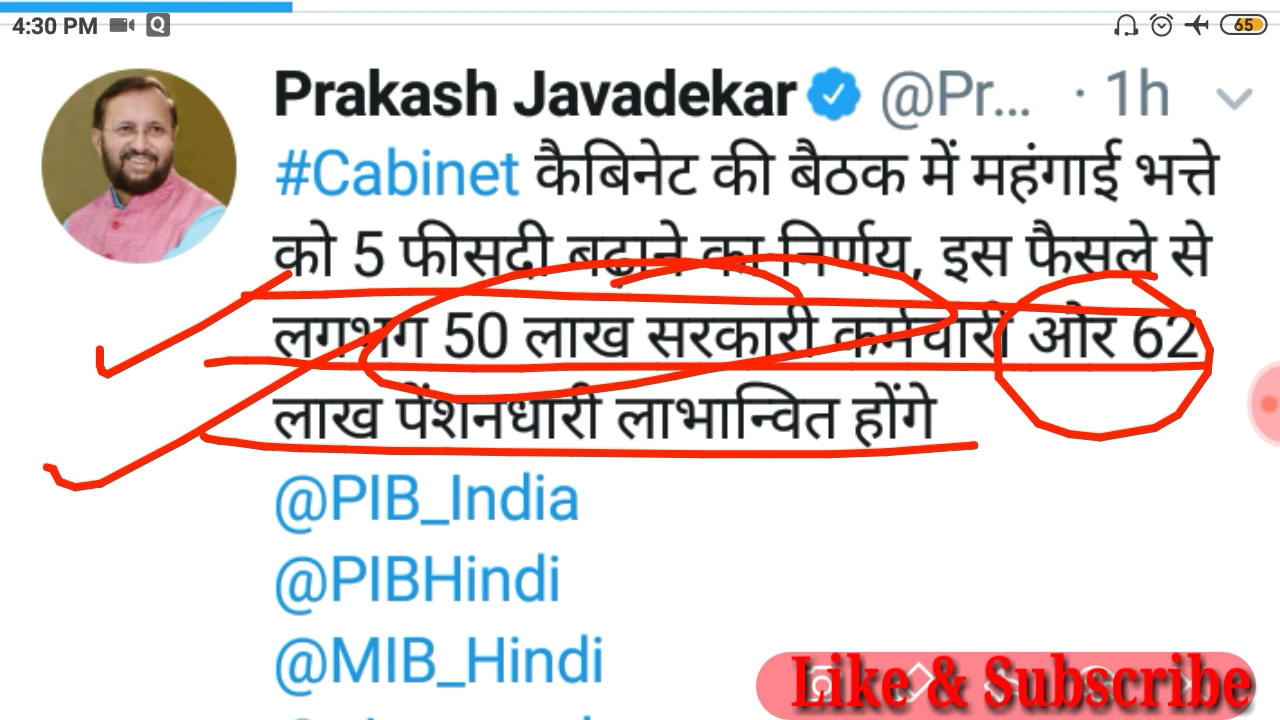 4:30 PM
65
Prakash Javadekar @Pr... · 1h
#Cabinet कैबिनेट की बैठक में महंगाई भत्ते
को 5 फीसदी बढ़ाने का निर्णय, इस फैसले से
लगभग 50 लाख सरकारी कर्मचारी और 62
लाख पेंशनधारी लाभान्वित होंगे
@PIB_India
@PIBHindi
@MIB_Hindi
Like & Subscribe